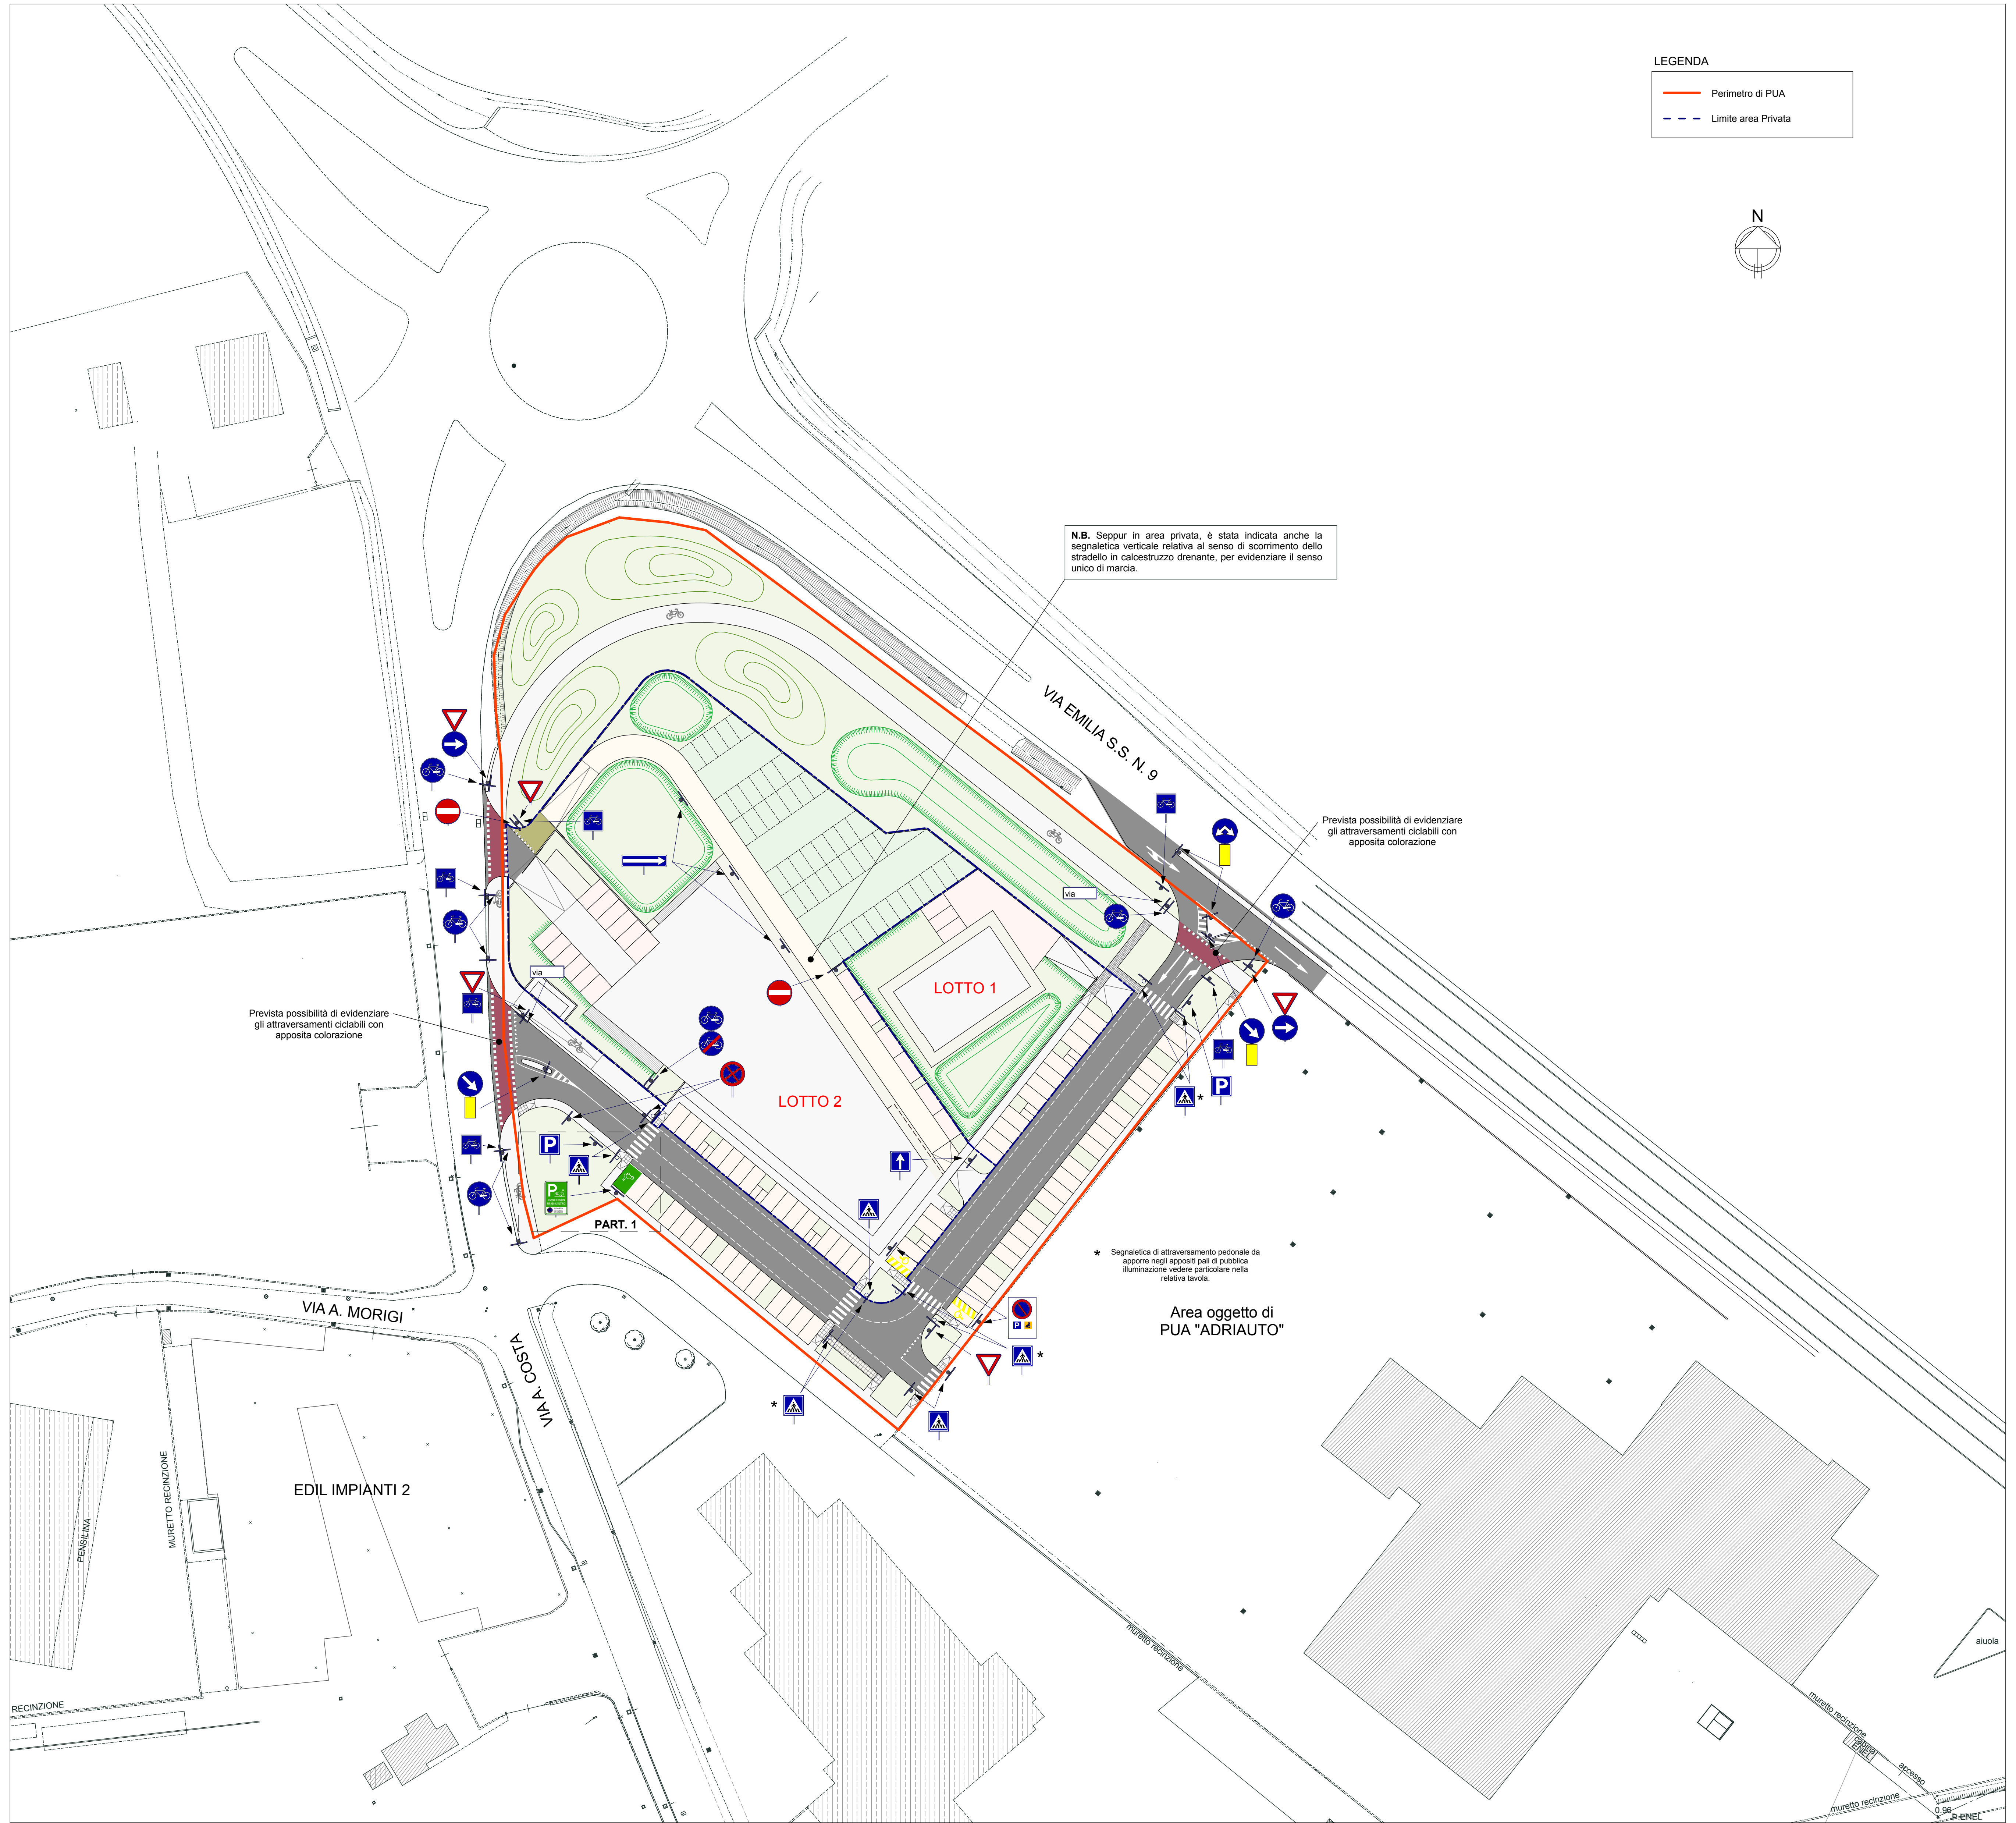 LEGENDA
Perimetro di PUA
Limite area Privata
N
N.B. Seppur in area privata, è stata indicata anche la
segnaletica verticale relativa al senso di scorrimento dello
stradello in calcestruzzo drenante, per evidenziare il senso
unico di marcia.
VIA EMILIA S.S. N. 9
Prevista possibilità di evidenziare
gli attraversamenti ciclabili con
apposita colorazione
via
LOTTO 1
via
Prevista possibilità di evidenziare
gli attraversamenti ciclabili con
apposita colorazione
LOTTO 2
P
*
P
P
PART. 1
* Segnaletica di attraversamento pedonale da
apporre negli appositi pali di pubblica
illuminazione vedere particolare nella
relativa tavola.
Area oggetto di
PUA "ADRIAUTO"
P
*
*
VIA A. MORIGI
VIA A. COSTA
EDIL IMPIANTI 2
MURETTO RECINZIONE
PENSILINA
RECINZIONE
muretto recinzione
aiuola
muretto recinzione
cabina
ENEL
accesso
muretto recinzione
0.96
P.ENEL